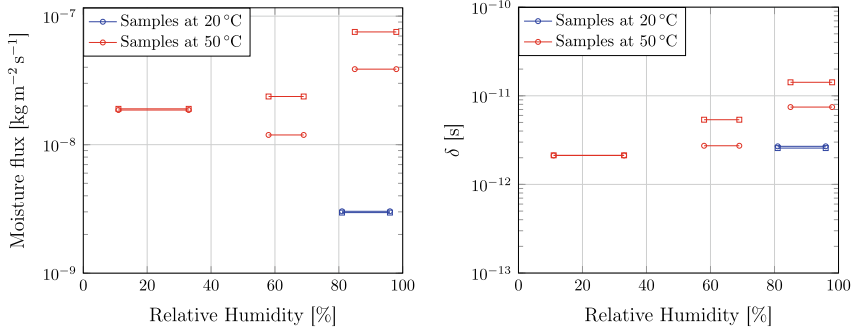 Samples at 20 °C
Samples at 50 °C
Moisture flux [kg m⁻² s⁻¹]
10⁻⁷
10⁻⁸
10⁻⁹
0 20 40 60 80 100
Relative Humidity [%]
Samples at 20 °C
Samples at 50 °C
δ [s]
10⁻¹⁰
10⁻¹¹
10⁻¹²
10⁻¹³
0 20 40 60 80 100
Relative Humidity [%]